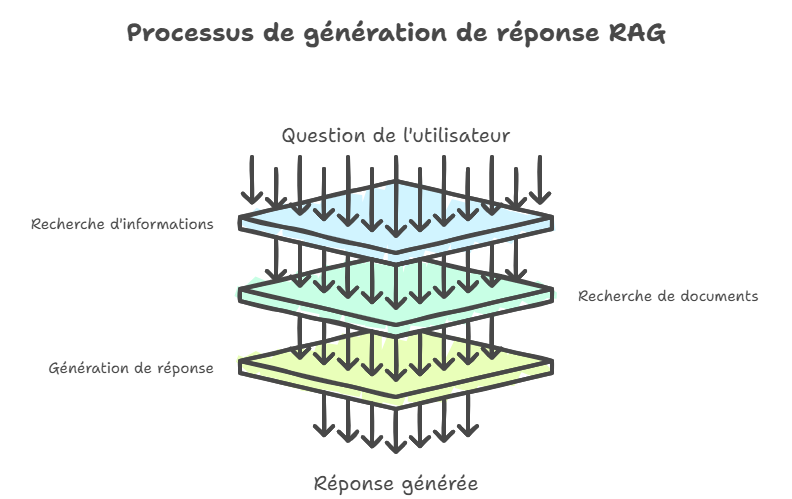 Processus de génération de réponse RAG
Question de l'utilisateur
Recherche d'informations
Recherche de documents
Génération de réponse
Réponse générée